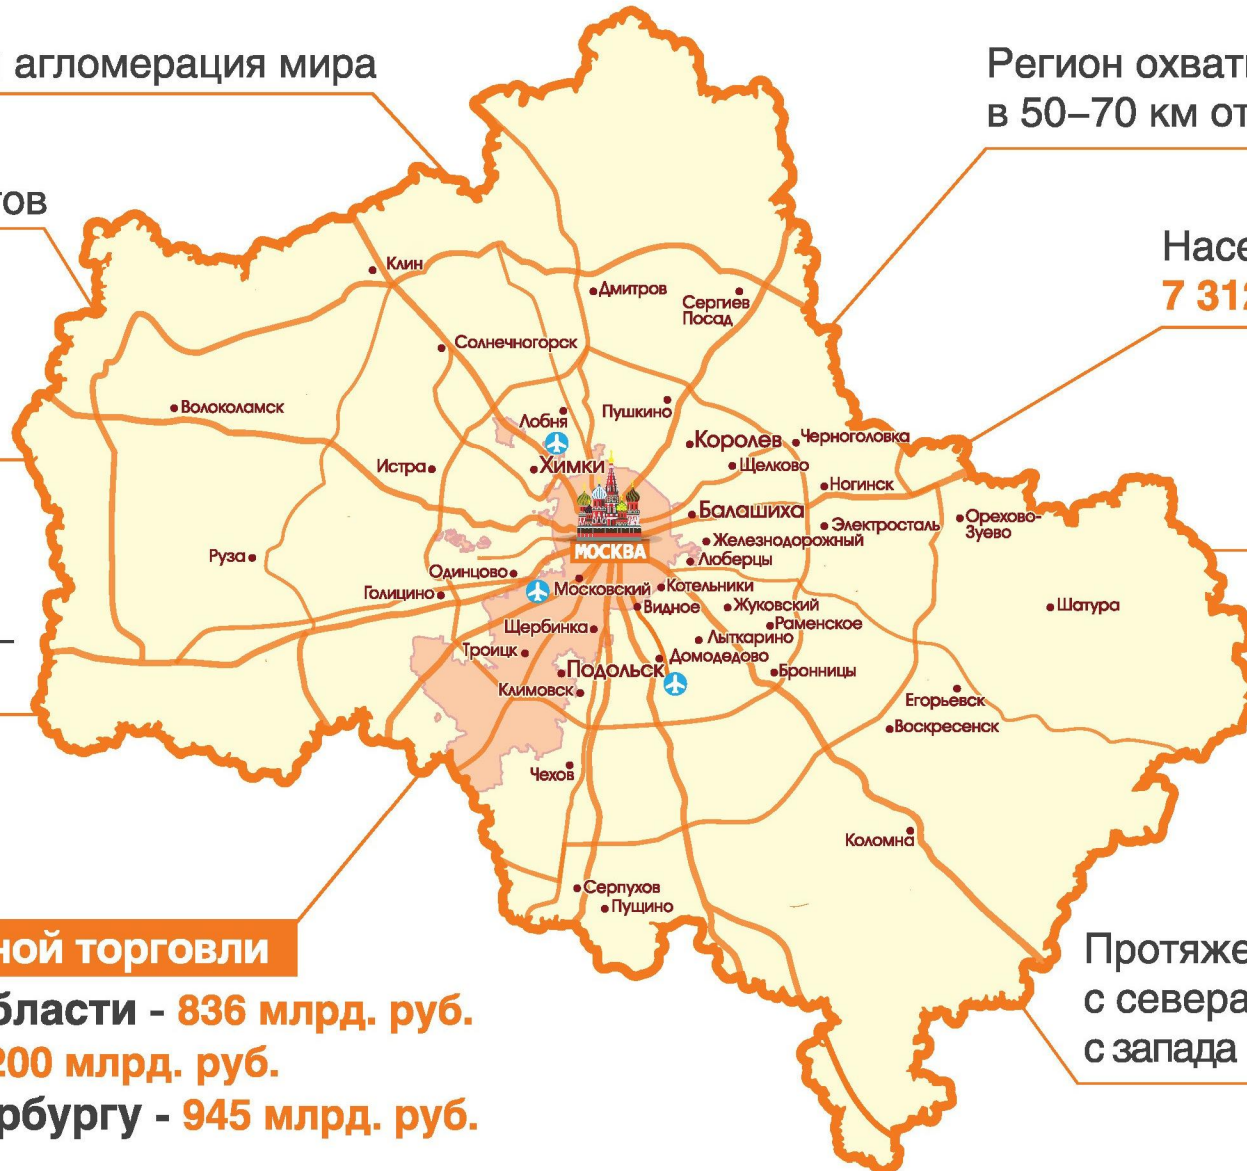 агломерация мира
Регион охват
в 50–70 км от
тов
Насе
7 312
Клин
Дмитров
Сергиев
Посад
Солнечногорск
Волоколамск
Лобня
Пушкино
Королев
Черноголовка
Истра
Химки
Щелково
Ногинск
Балашиха
Электросталь
Орехово-
Зуево
Железнодорожный
МОСКВА
Люберцы
Руза
Одинцово
Голицино
Московский
Котельники
Видное
Жуковский
Шатура
Щербинка
Раменское
Лыткарино
Троицк
Домодедово
Подольск
Бронницы
Климовск
Егорьевск
Воскресенск
Чехов
Коломна
Серпухов
Пущино
ной торговли
бласти - 836 млрд. руб.
200 млрд. руб.
рбургу - 945 млрд. руб.
Протяже
с севера
с запада